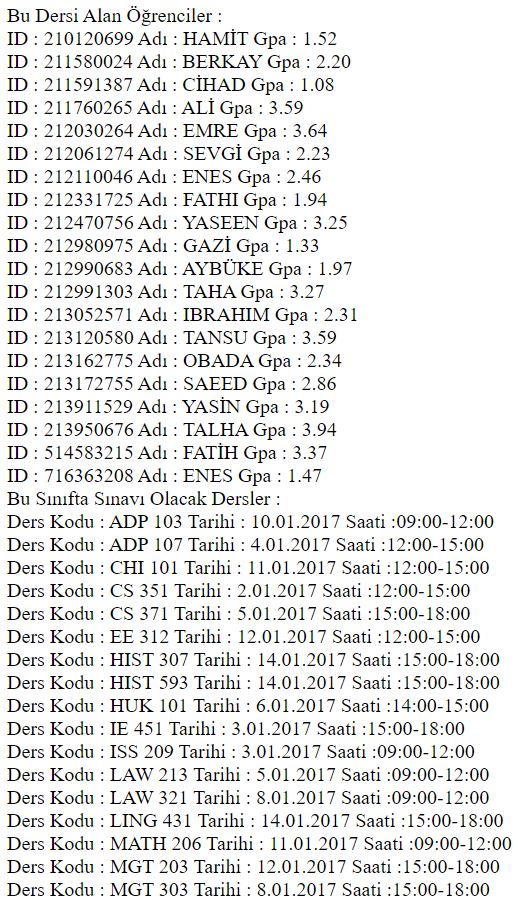 Bu Dersi Alan Öğrenciler :
ID : 210120699 Adı : HAMİT Gpa : 1.52
ID : 211580024 Adı : BERKAY Gpa : 2.20
ID : 211591387 Adı : CİHAD Gpa : 1.08
ID : 211760265 Adı : ALİ Gpa : 3.59
ID : 212030264 Adı : EMRE Gpa : 3.64
ID : 212061274 Adı : SEVGİ Gpa : 2.23
ID : 212110046 Adı : ENES Gpa : 2.46
ID : 212331725 Adı : FATHI Gpa : 1.94
ID : 212470756 Adı : YASEEN Gpa : 3.25
ID : 212980975 Adı : GAZİ Gpa : 1.33
ID : 212990683 Adı : AYBÜKE Gpa : 1.97
ID : 212991303 Adı : TAHA Gpa : 3.27
ID : 213052571 Adı : IBRAHIM Gpa : 2.31
ID : 213120580 Adı : TANSU Gpa : 3.59
ID : 213162775 Adı : OBADA Gpa : 2.34
ID : 213172755 Adı : SAEED Gpa : 2.86
ID : 213911529 Adı : YASİN Gpa : 3.19
ID : 213950676 Adı : TALHA Gpa : 3.94
ID : 514583215 Adı : FATİH Gpa : 3.37
ID : 716363208 Adı : ENES Gpa : 1.47
Bu Sınıfta Sınavı Olacak Dersler :
Ders Kodu : ADP 103 Tarihi : 10.01.2017 Saati :09:00-12:00
Ders Kodu : ADP 107 Tarihi : 4.01.2017 Saati :12:00-15:00
Ders Kodu : CHI 101 Tarihi : 11.01.2017 Saati :12:00-15:00
Ders Kodu : CS 351 Tarihi : 2.01.2017 Saati :12:00-15:00
Ders Kodu : CS 371 Tarihi : 5.01.2017 Saati :15:00-18:00
Ders Kodu : EE 312 Tarihi : 12.01.2017 Saati :12:00-15:00
Ders Kodu : HIST 307 Tarihi : 14.01.2017 Saati :15:00-18:00
Ders Kodu : HIST 593 Tarihi : 14.01.2017 Saati :15:00-18:00
Ders Kodu : HUK 101 Tarihi : 6.01.2017 Saati :14:00-15:00
Ders Kodu : IE 451 Tarihi : 3.01.2017 Saati :15:00-18:00
Ders Kodu : ISS 209 Tarihi : 3.01.2017 Saati :09:00-12:00
Ders Kodu : LAW 213 Tarihi : 5.01.2017 Saati :09:00-12:00
Ders Kodu : LAW 321 Tarihi : 8.01.2017 Saati :09:00-12:00
Ders Kodu : LING 431 Tarihi : 14.01.2017 Saati :15:00-18:00
Ders Kodu : MATH 206 Tarihi : 11.01.2017 Saati :09:00-12:00
Ders Kodu : MGT 203 Tarihi : 12.01.2017 Saati :15:00-18:00
Ders Kodu : MGT 303 Tarihi : 8.01.2017 Saati :15:00-18:00